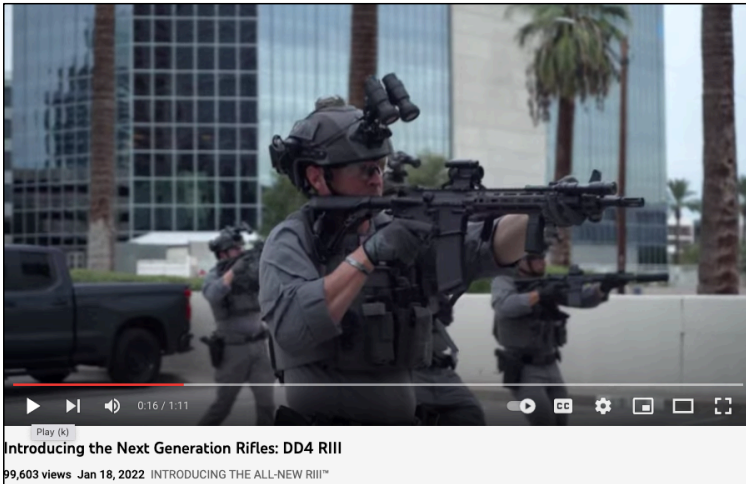 0:16 / 1:11
CC
Play (k)
Introducing the Next Generation Rifles: DD4 RIII
99,603 views Jan 18, 2022 INTRODUCING THE ALL-NEW RIII™